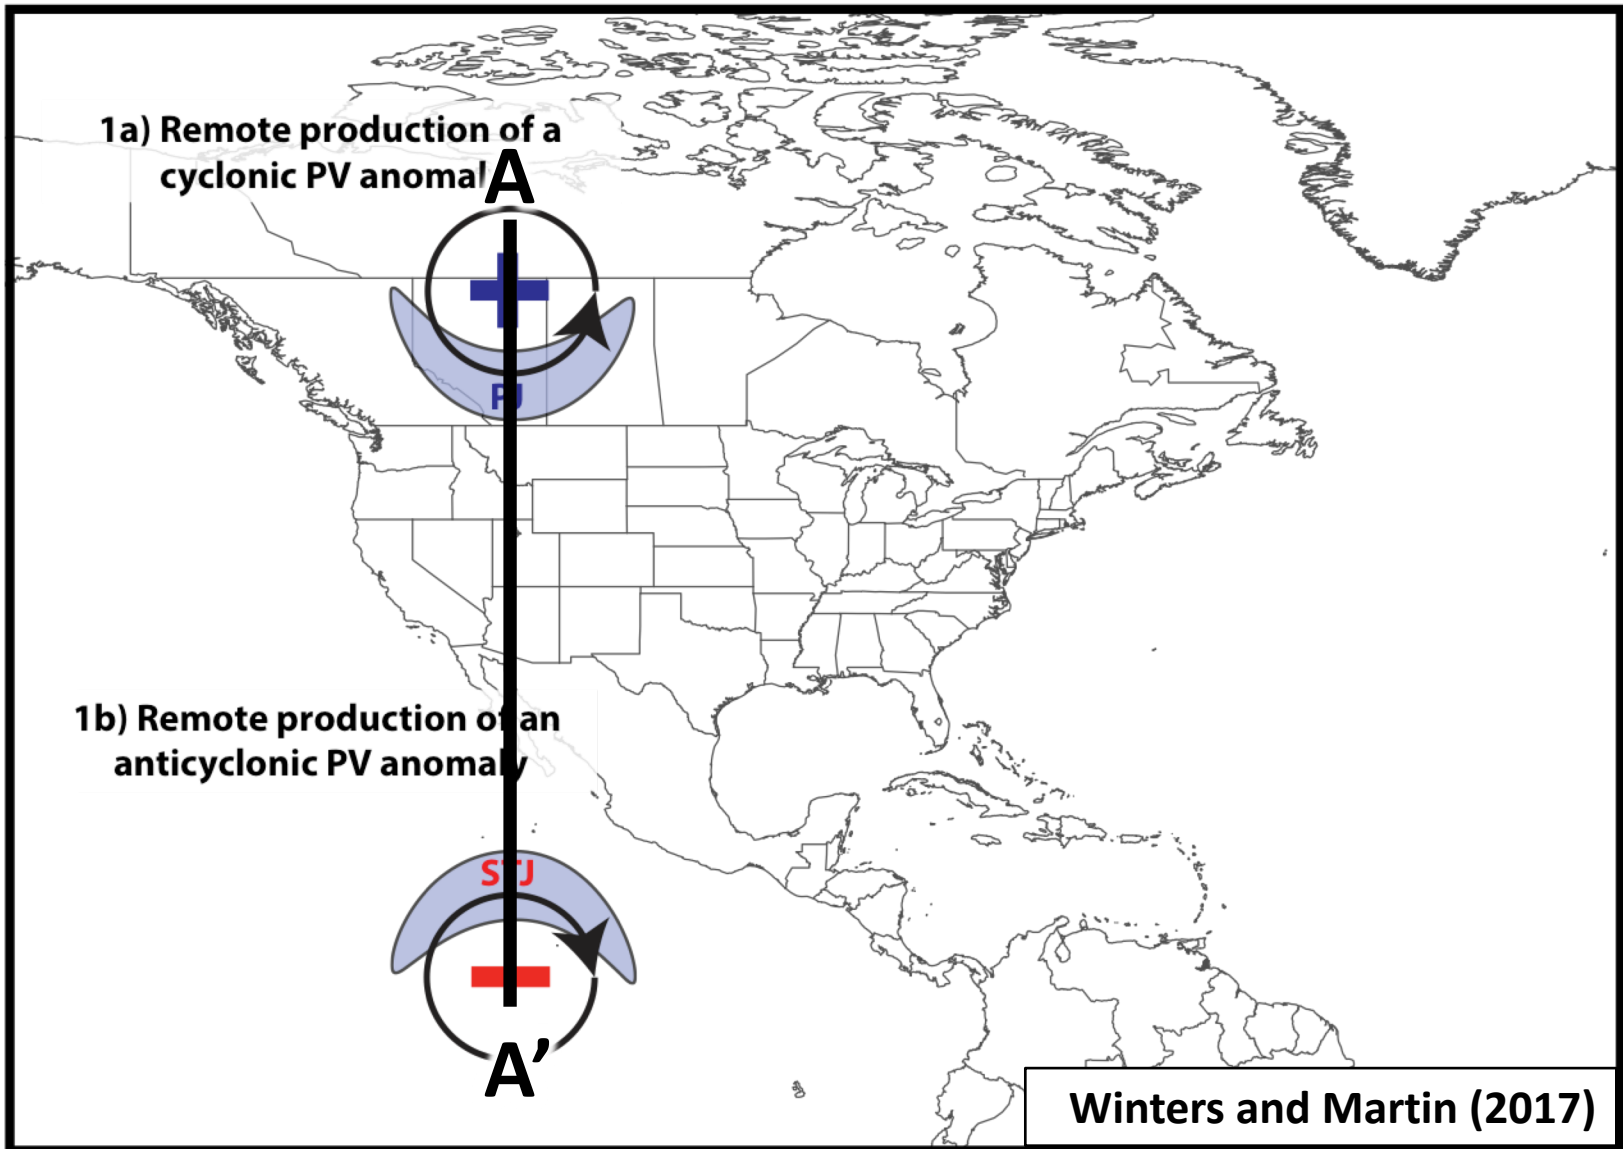 1a) Remote production of a
cyclonic PV anomal
A
PJ
1b) Remote production of an
anticyclonic PV anomaly
STJ
A’
Winters and Martin (2017)